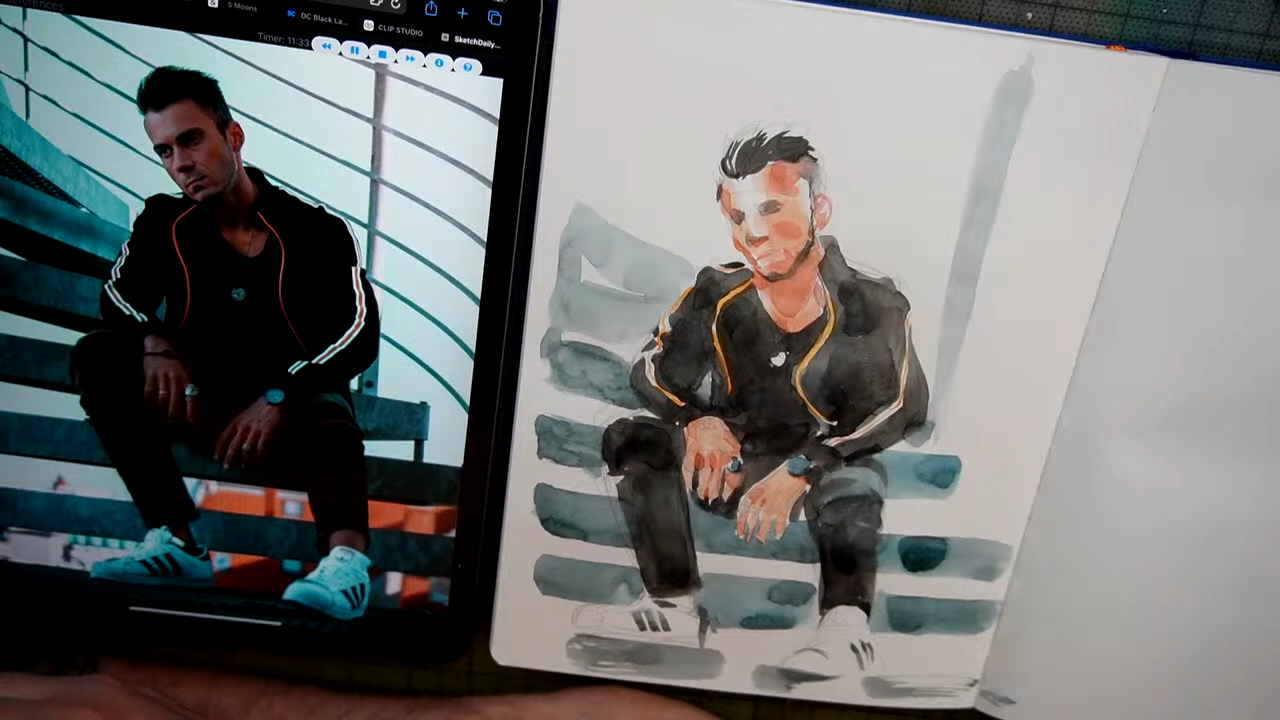 5 Moons
DC Black La...
CLIP STUDIO
SketchDaily...
Timer: 11:33